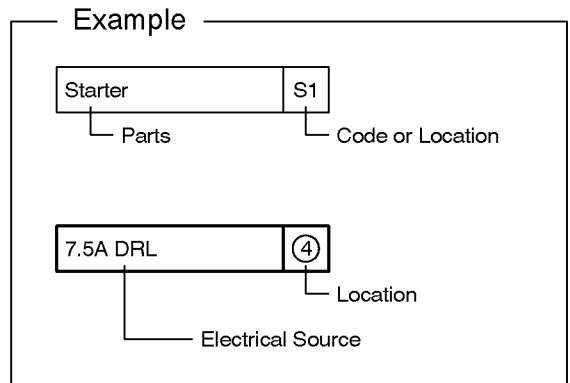 Example
Starter
S1
Parts
Code or Location
7.5A DRL
4
Location
Electrical Source